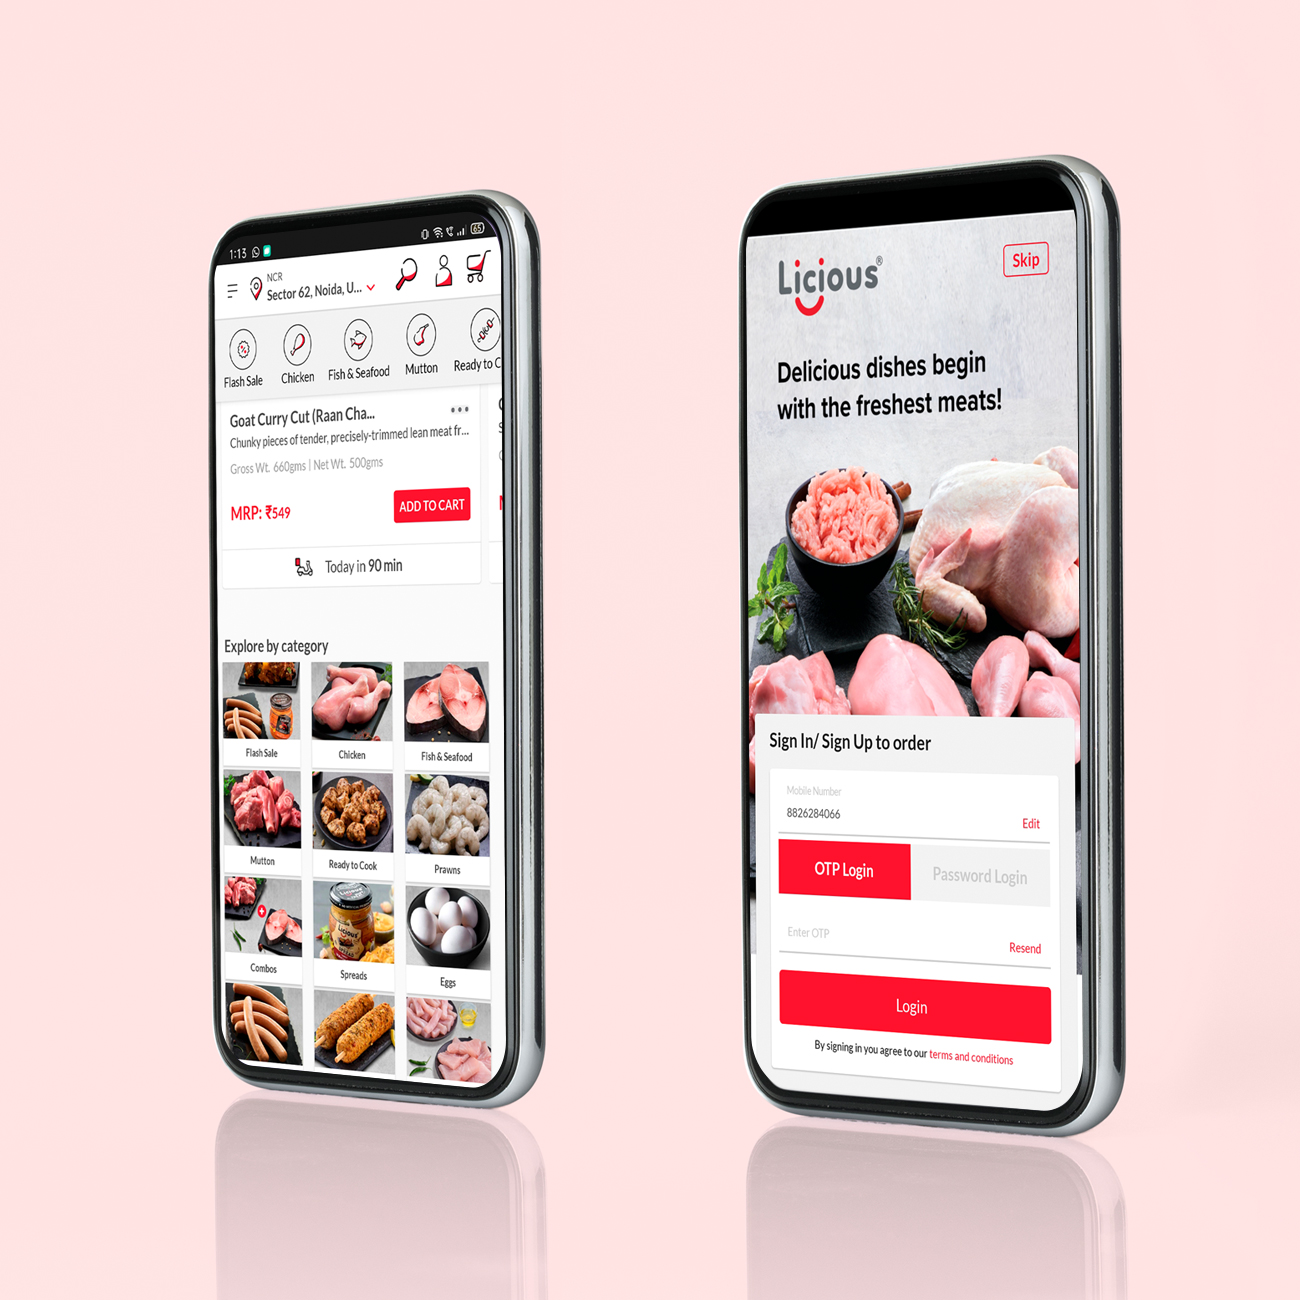 1:13
65
NCR
Sector 62, Noida, U...
Flash Sale
Chicken
Fish & Seafood
Mutton
Ready to C
Goat Curry Cut (Raan Cha...
Chunky pieces of tender, precisely-trimmed lean meat fr...
Gross Wt. 660gms | Net Wt. 500gms
MRP: ₹549
ADD TO CART
Today in 90 min
Explore by category
Flash Sale
Chicken
Fish & Seafood
Mutton
Ready to Cook
Prawns
Licious
Combos
Spreads
Eggs
Licious®
Skip
Delicious dishes begin
with the freshest meats!
Sign In/ Sign Up to order
Mobile Number
8826284066
Edit
OTP Login
Password Login
Enter OTP
Resend
Login
By signing in you agree to our terms and conditions